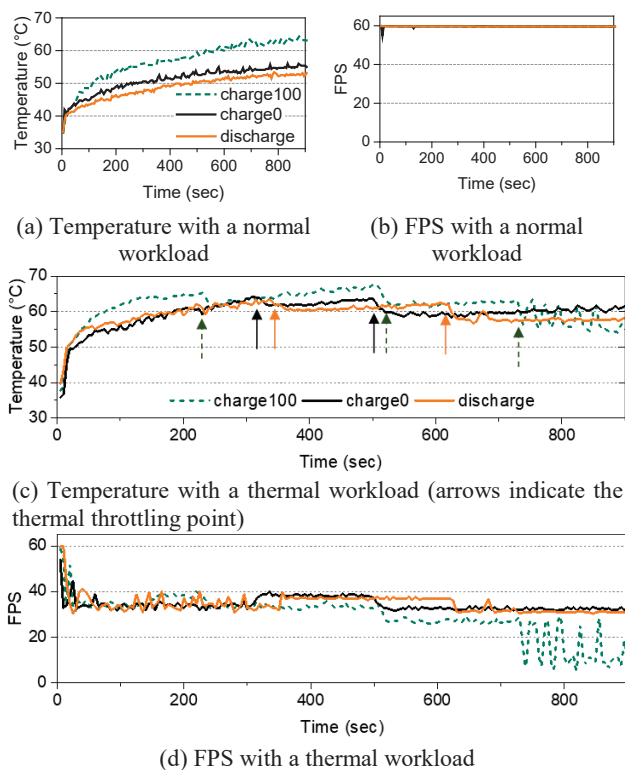 70
60
50
40
30
0 200 400 600 800
Temperature (°C)
charge100
charge0
discharge
Time (sec)
60
40
20
0
0 200 400 600 800
FPS
Time (sec)
(a) Temperature with a normal
workload
(b) FPS with a normal
workload
70
60
50
40
30
0 200 400 600 800
Temperature (°C)
charge100 charge0 discharge
Time (sec)
(c) Temperature with a thermal workload (arrows indicate the
thermal throttling point)
60
40
20
0
0 200 400 600 800
FPS
Time (sec)
(d) FPS with a thermal workload